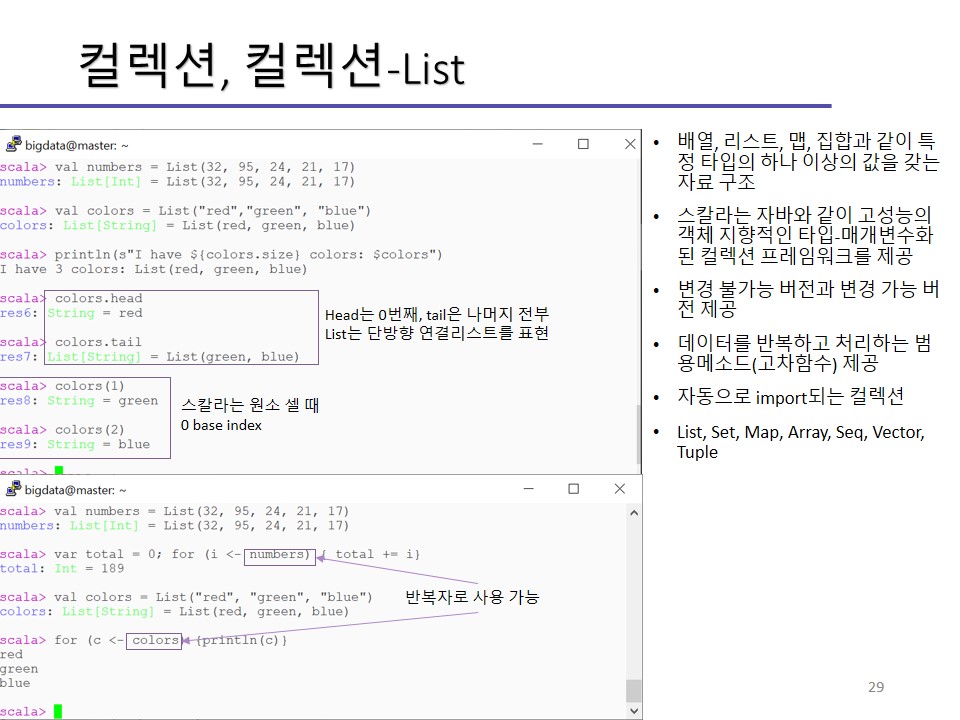 컬렉션, 컬렉션-List
bigdata@master: ~
scala> val numbers = List(32, 95, 24, 21, 17)
numbers: List[Int] = List(32, 95, 24, 21, 17)
scala> val colors = List("red","green", "blue")
colors: List[String] = List(red, green, blue)
scala> println(s"I have ${colors.size} colors: $colors")
I have 3 colors: List(red, green, blue)
scala> colors.head
res6: String = red
scala> colors.tail
res7: List[String] = List(green, blue)
Head는 0번째, tail은 나머지 전부
List는 단방향 연결리스트를 표현
scala> colors(1)
res8: String = green
scala> colors(2)
res9: String = blue
스칼라는 원소 셀 때
0 base index
scala>
bigdata@master: ~
scala> val numbers = List(32, 95, 24, 21, 17)
numbers: List[Int] = List(32, 95, 24, 21, 17)
scala> var total = 0; for (i <- numbers) { total += i}
total: Int = 189
scala> val colors = List("red", "green", "blue")
colors: List[String] = List(red, green, blue)
반복자로 사용 가능
scala> for (c <- colors) {println(c)}
red
green
blue
scala>
• 배열, 리스트, 맵, 집합과 같이 특
정 타입의 하나 이상의 값을 갖는
자료 구조
• 스칼라는 자바와 같이 고성능의
객체 지향적인 타입-매개변수화
된 컬렉션 프레임워크를 제공
• 변경 불가능 버전과 변경 가능 버
전 제공
• 데이터를 반복하고 처리하는 범
용메소드(고차함수) 제공
• 자동으로 import되는 컬렉션
• List, Set, Map, Array, Seq, Vector,
Tuple
29